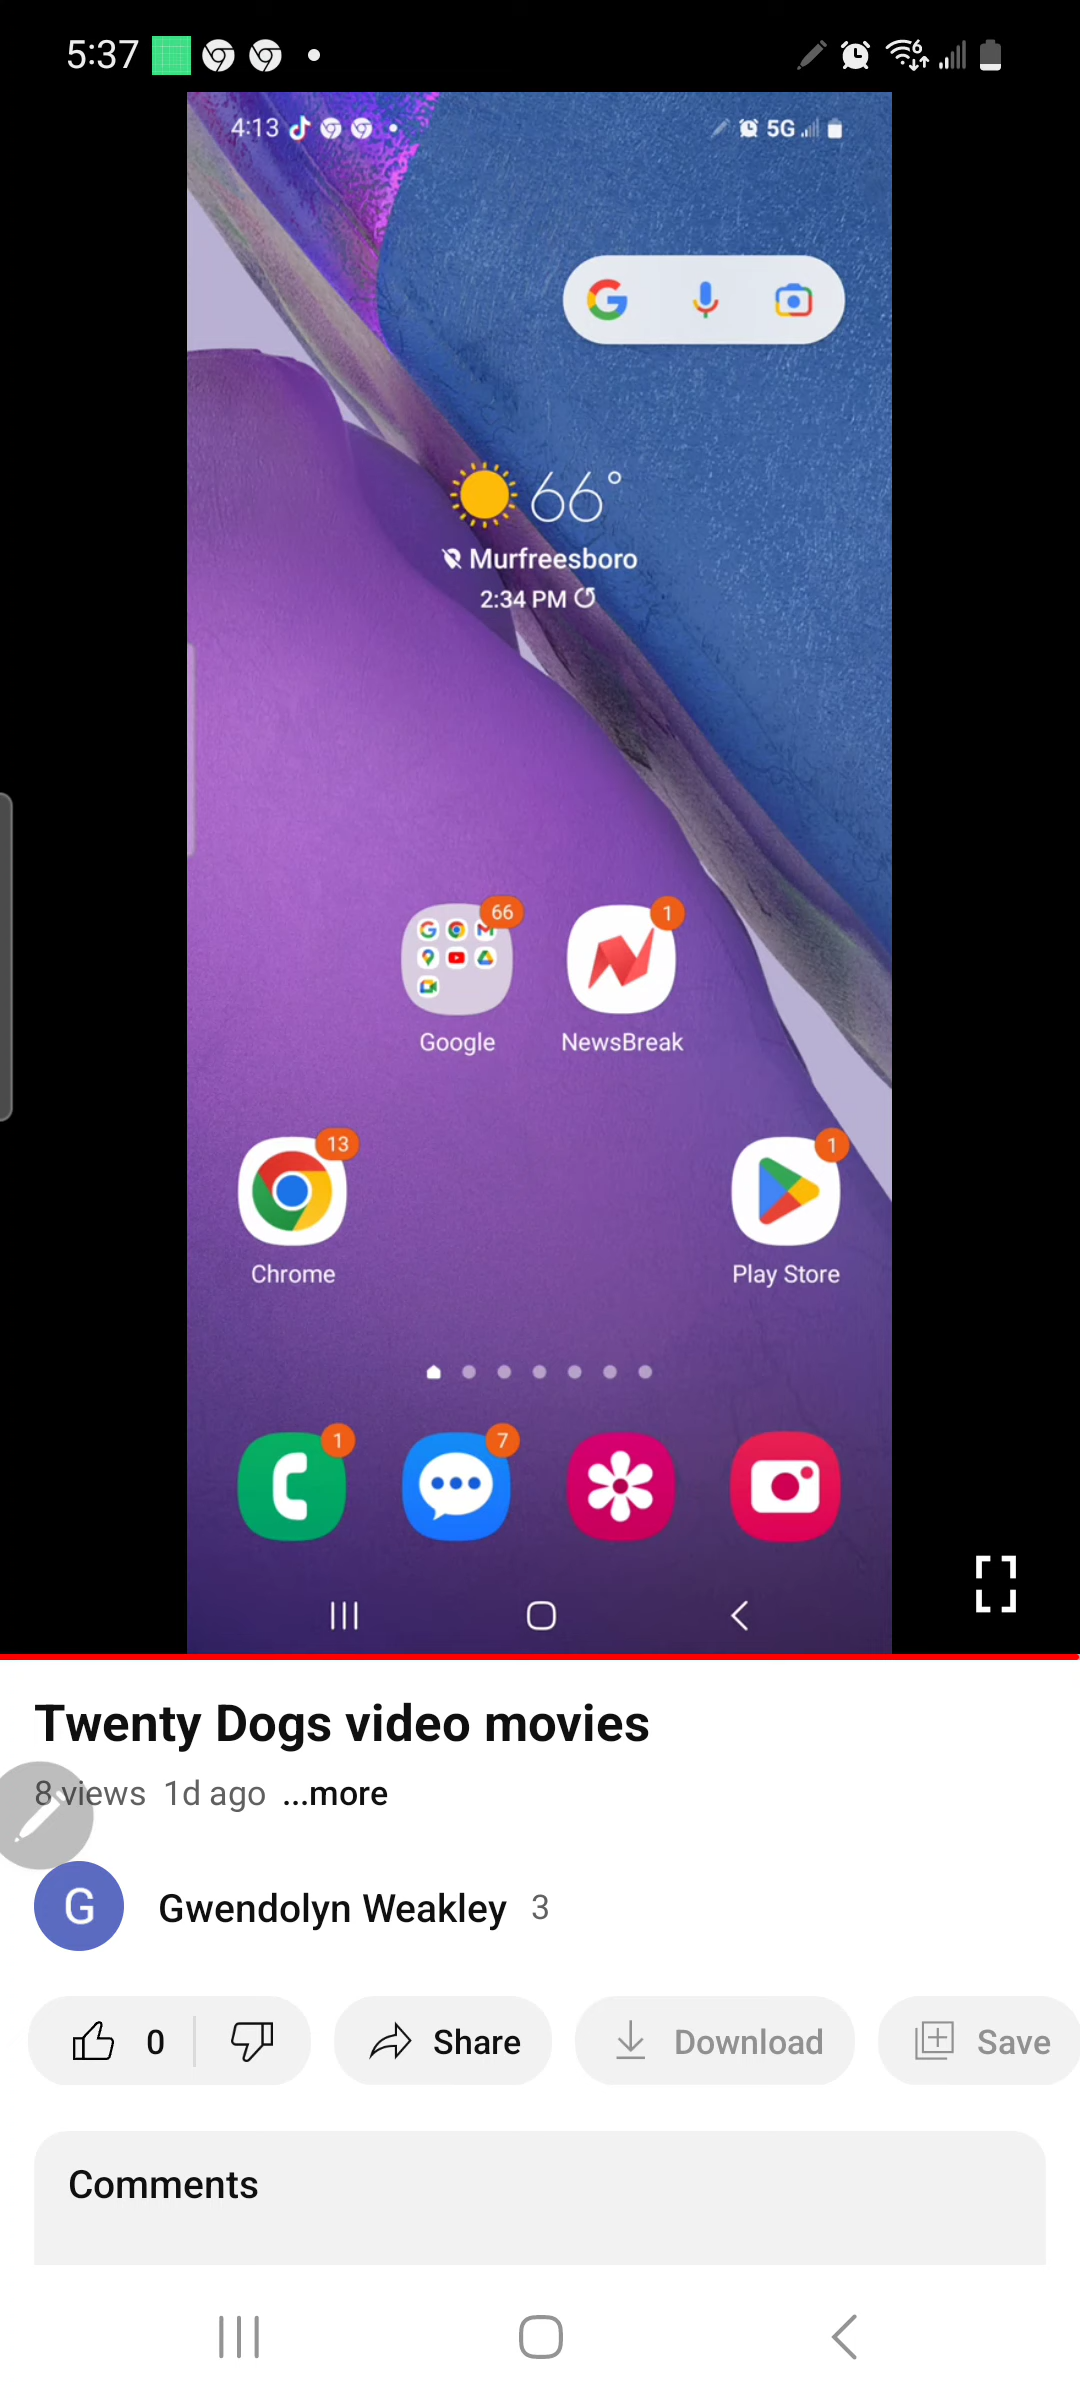 5:37
4:13
5G
66°
Murfreesboro
2:34 PM
66
1
Google
NewsBreak
13
1
Chrome
Play Store
1
7
Twenty Dogs video movies
8 views 1d ago ...more
G
Gwendolyn Weakley 3
0
Share
Download
Save
Comments